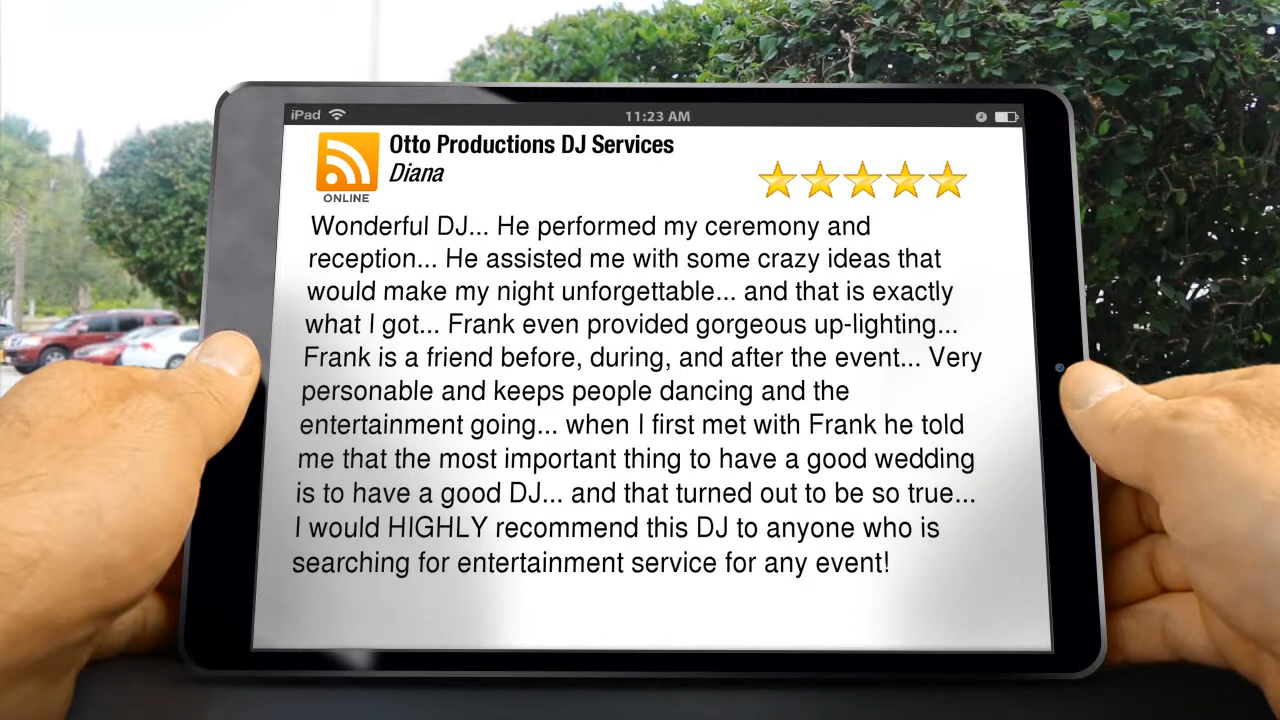 iPad 11:23 AM
Otto Productions DJ Services
Diana
ONLINE
Wonderful DJ... He performed my ceremony and
reception... He assisted me with some crazy ideas that
would make my night unforgettable... and that is exactly
what I got... Frank even provided gorgeous up-lighting...
Frank is a friend before, during, and after the event... Very
personable and keeps people dancing and the
entertainment going... when I first met with Frank he told
me that the most important thing to have a good wedding
is to have a good DJ... and that turned out to be so true...
I would HIGHLY recommend this DJ to anyone who is
searching for entertainment service for any event!